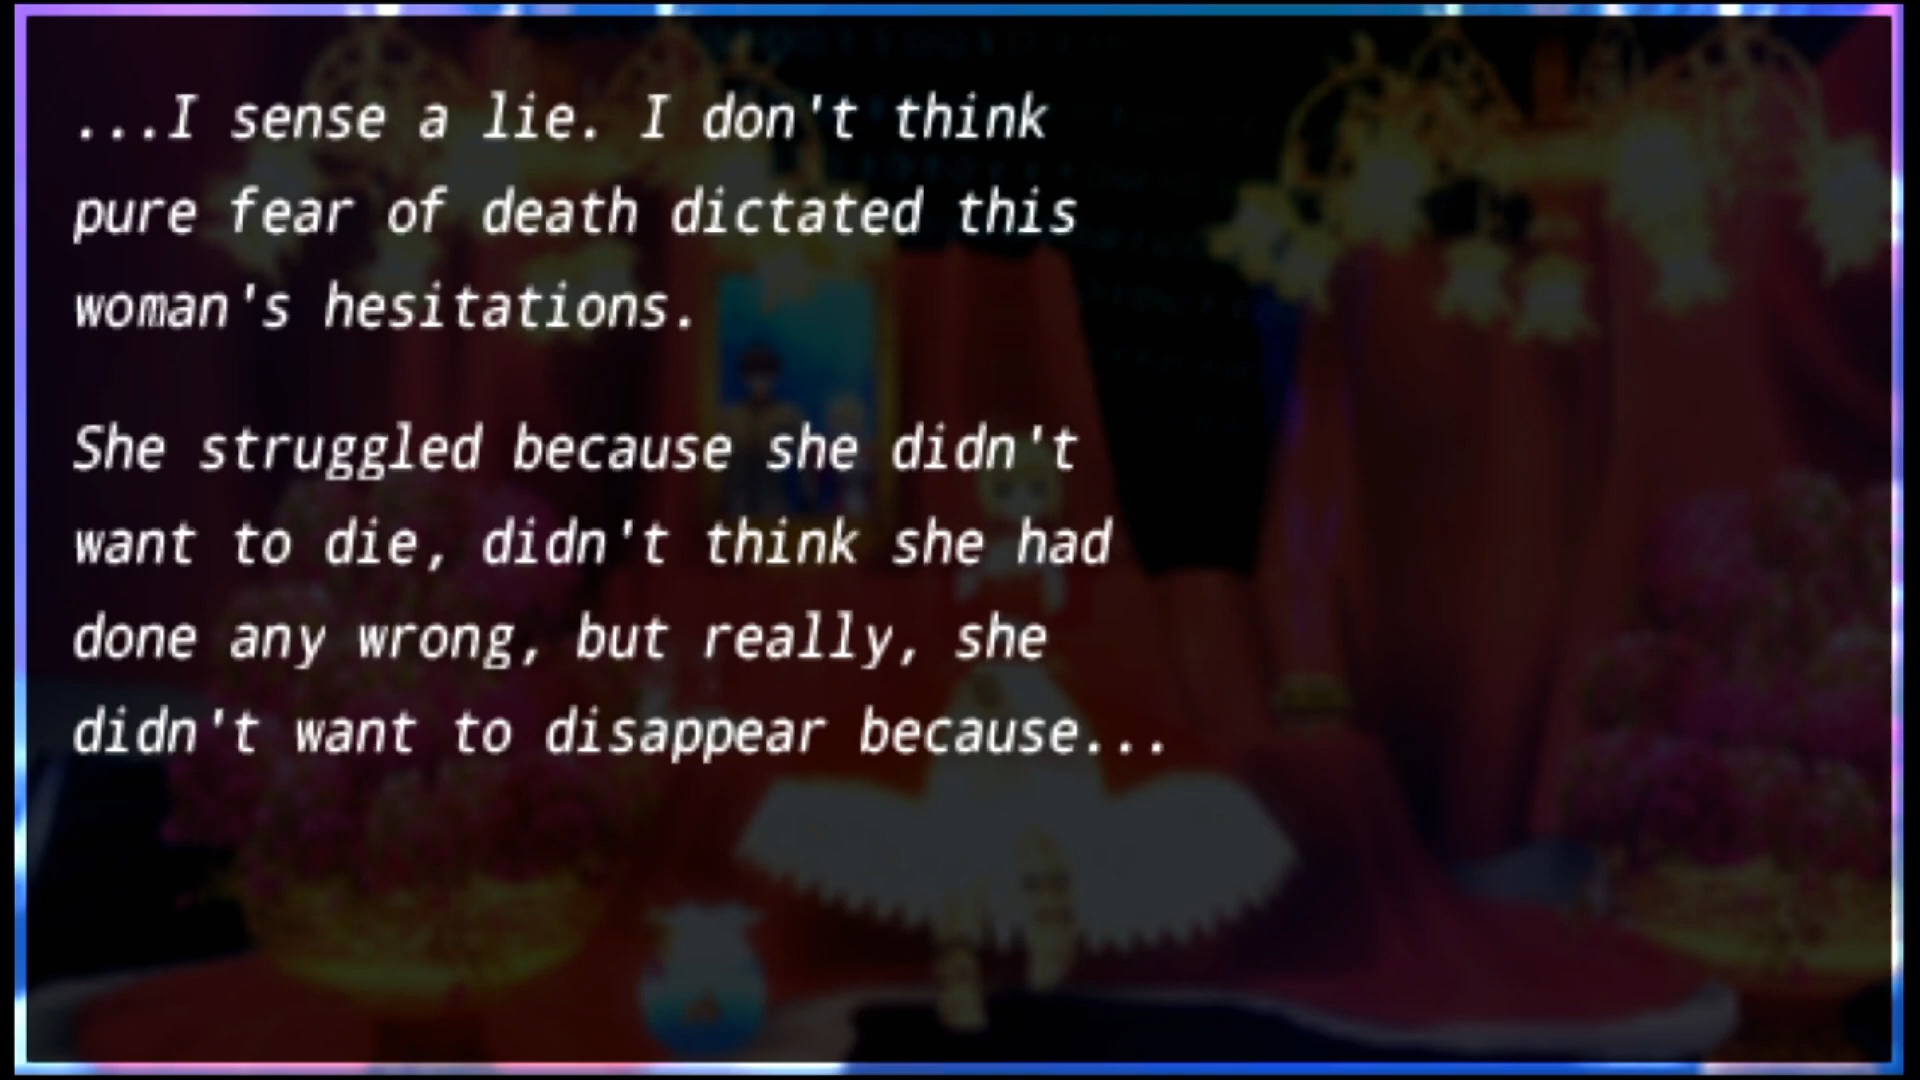 ...I sense a lie. I don't think
pure fear of death dictated this
woman's hesitations.
She struggled because she didn't
want to die, didn't think she had
done any wrong, but really, she
didn't want to disappear because...